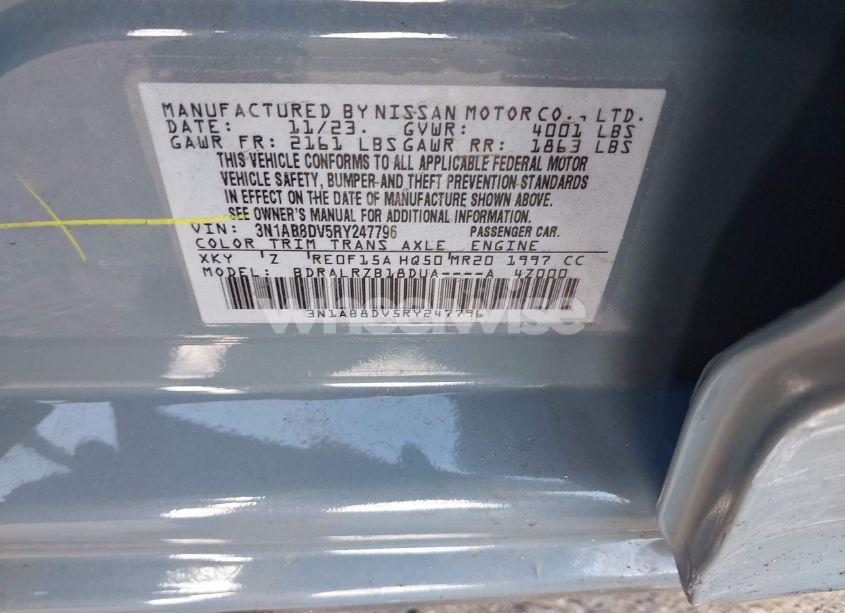 MANUFACTURED BY NISSAN MOTOR CO., LTD.
DATE: 11/23. GVWR: 4001 LBS
GAWR FR: 2161 LBS GAWR RR: 1863 LBS
THIS VEHICLE CONFORMS TO ALL APPLICABLE FEDERAL MOTOR
VEHICLE SAFETY, BUMPER AND THEFT PREVENTION STANDARDS
IN EFFECT ON THE DATE OF MANUFACTURE SHOWN ABOVE.
SEE OWNER'S MANUAL FOR ADDITIONAL INFORMATION.
VIN: 3N1AB8DV5RY247796 PASSENGER CAR.
COLOR TRIM TRANS AXLE ENGINE
XKY Z RE0F15A HQ50 MR20 1997 CC
MODEL: BDRALRZB18DUA----A 4Z000
3N1AB8DV5RY247796
wheelwise